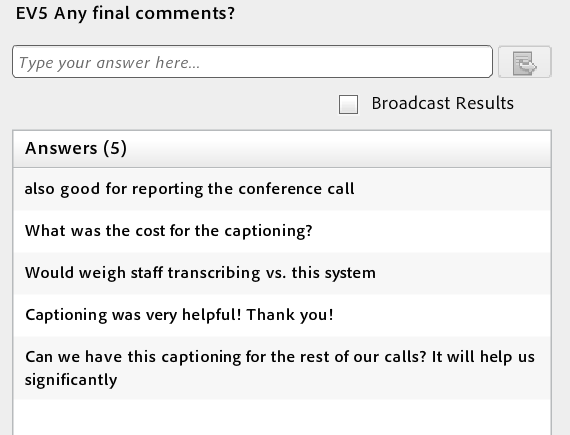 EV5 Any final comments?
Type your answer here...
Broadcast Results
Answers (5)
also good for reporting the conference call
What was the cost for the captioning?
Would weigh staff transcribing vs. this system
Captioning was very helpful! Thank you!
Can we have this captioning for the rest of our calls? It will help us
significantly